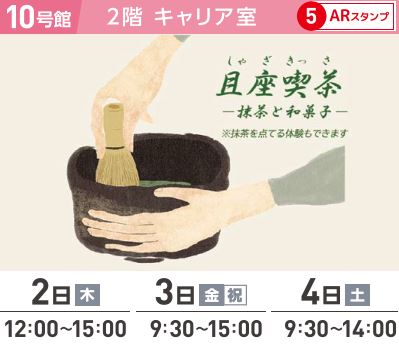 10号館 2階 キャリア室 5 ARスタンプ
しゃ ざ きっ さ
且座喫茶
―抹茶と和菓子―
※抹茶を点てる体験もできます
2日 木 3日 金 祝 4日 土
12:00~15:00 9:30~15:00 9:30~14:00